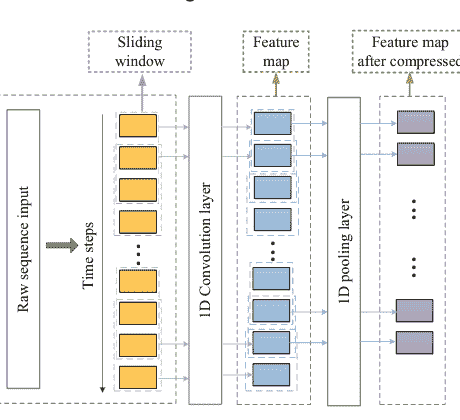 Sliding
window
Feature
map
Feature map
after compressed
Raw sequence input
Time steps
1D Convolution layer
1D pooling layer